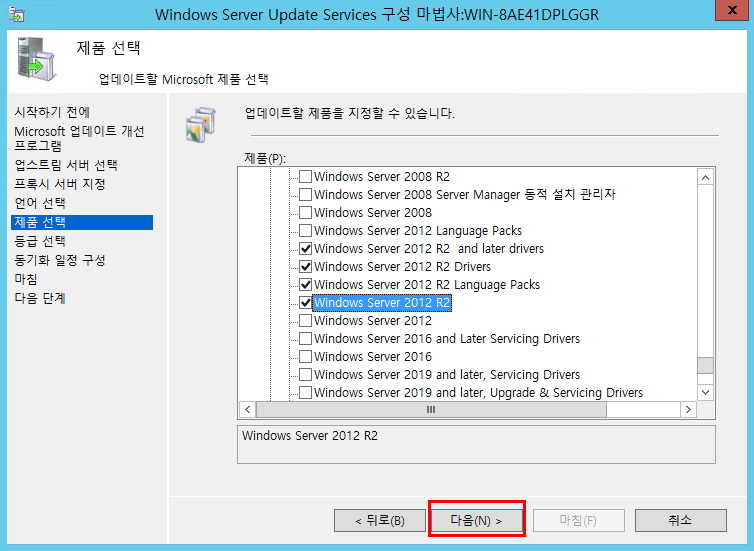 Windows Server Update Services 구성 마법사:WIN-8AE41DPLGGR
x
제품 선택
업데이트할 Microsoft 제품 선택
시작하기 전에
Microsoft 업데이트 개선
프로그램
업스트림 서버 선택
프록시 서버 지정
언어 선택
제품 선택
등급 선택
동기화 일정 구성
마침
다음 단계
업데이트할 제품을 지정할 수 있습니다.
제품(P):
Windows Server 2008 R2
Windows Server 2008 Server Manager 동적 설치 관리자
Windows Server 2008
Windows Server 2012 Language Packs
Windows Server 2012 R2  and later drivers
Windows Server 2012 R2 Drivers
Windows Server 2012 R2 Language Packs
Windows Server 2012 R2
Windows Server 2012
Windows Server 2016 and Later Servicing Drivers
Windows Server 2016
Windows Server 2019 and later, Servicing Drivers
Windows Server 2019 and later, Upgrade & Servicing Drivers
Windows Server 2012 R2
< 뒤로(B)
다음(N) >
마침(F)
취소